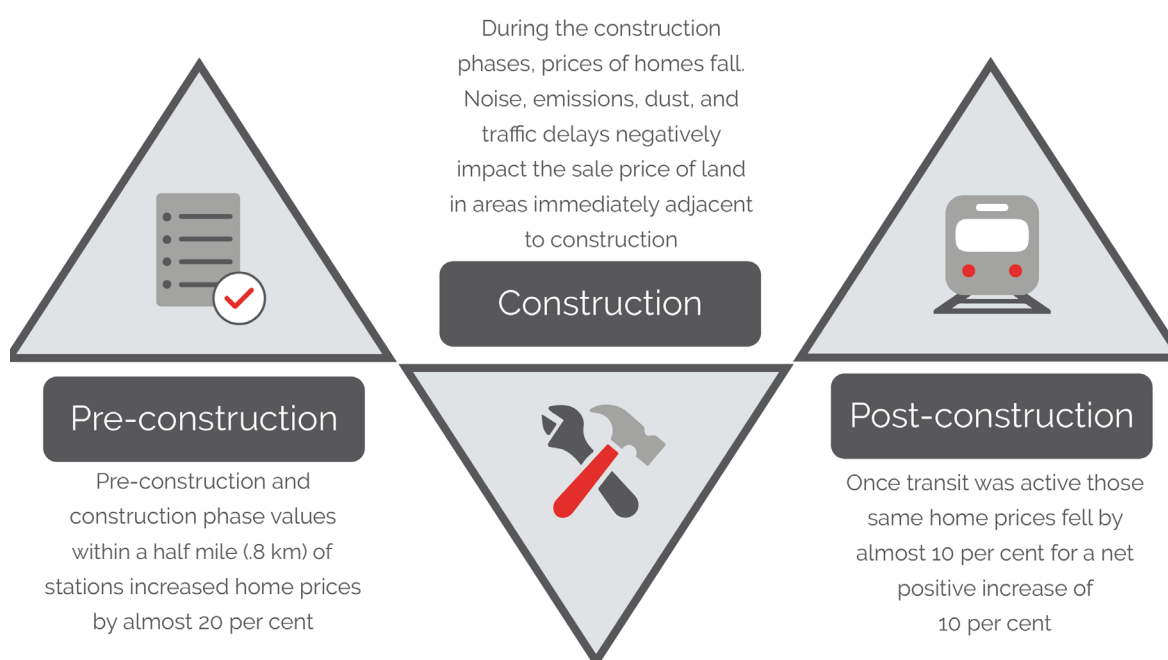 During the construction
phases, prices of homes fall.
Noise, emissions, dust, and
traffic delays negatively
impact the sale price of land
in areas immediately adjacent
to construction
Construction
Pre-construction
Pre-construction and
construction phase values
within a half mile (.8 km) of
stations increased home prices
by almost 20 per cent
Post-construction
Once transit was active those
same home prices fell by
almost 10 per cent for a net
positive increase of
10 per cent